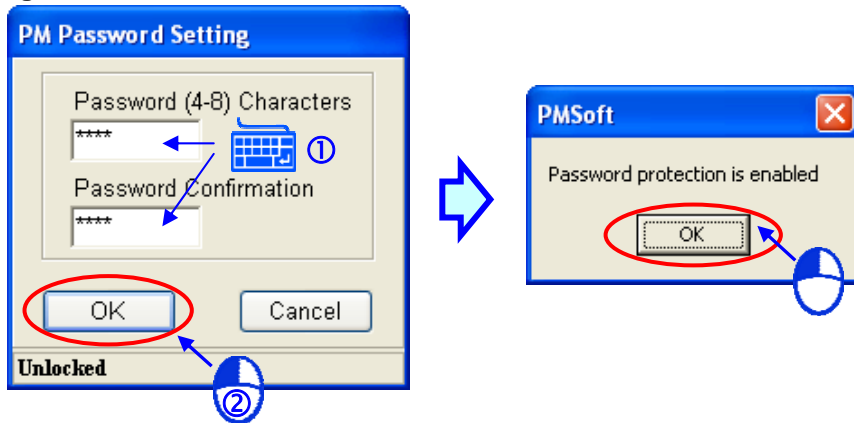 PM Password Setting
Password (4-8) Characters
****
①
Password Confirmation
****
OK
Cancel
Unlocked
②
PMSoft
Password protection is enabled
OK